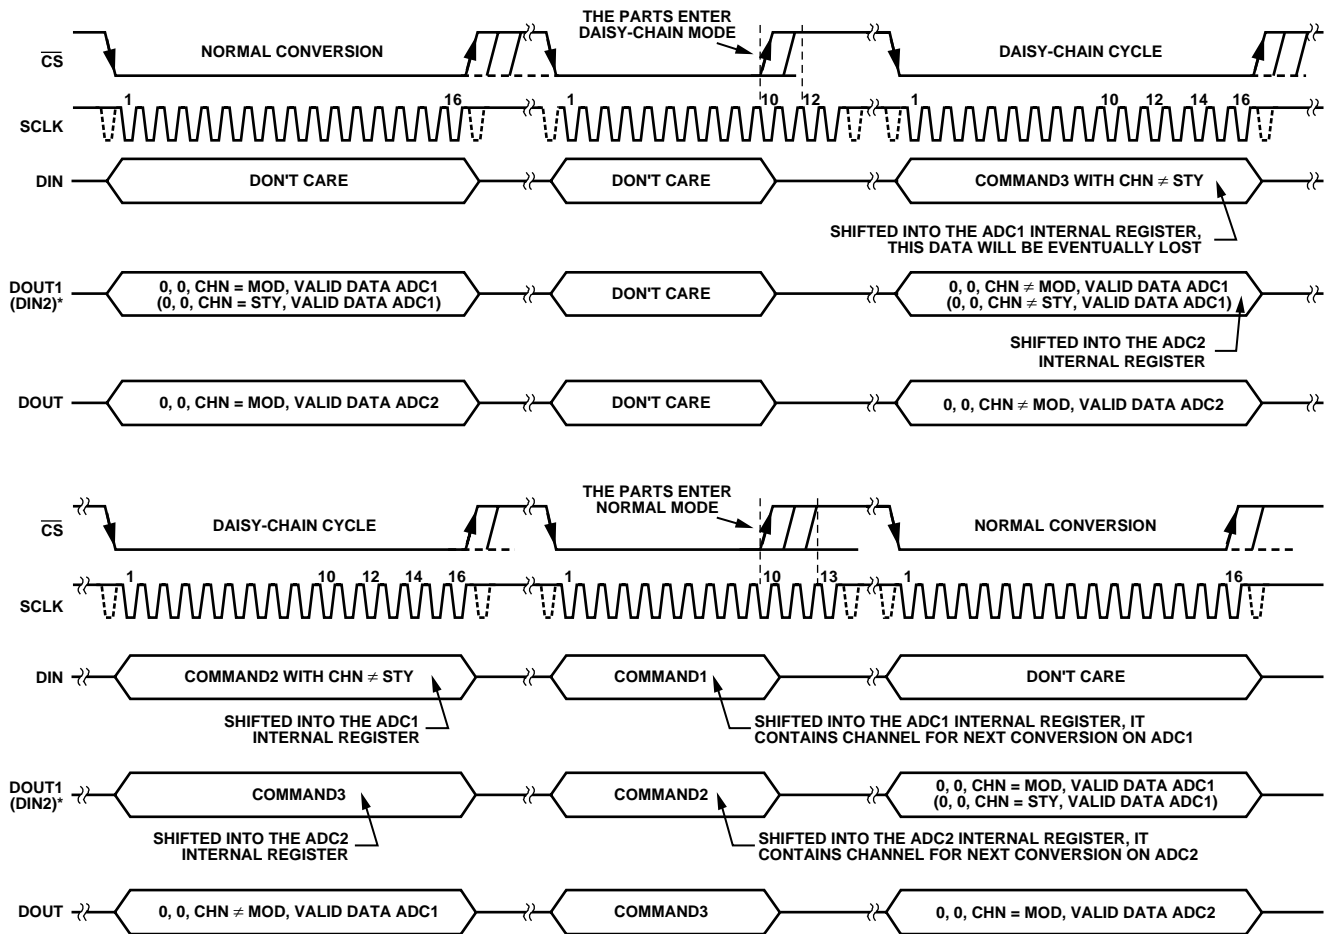 THE PARTS ENTER
DAISY-CHAIN MODE
CS
NORMAL CONVERSION
DAISY-CHAIN CYCLE
SCLK
1
16
1
10
12
1
10
12
14
16
DIN
DON'T CARE
DON'T CARE
COMMAND3 WITH CHN ≠ STY
SHIFTED INTO THE ADC1 INTERNAL REGISTER,
THIS DATA WILL BE EVENTUALLY LOST
DOUT1
(DIN2)*
0, 0, CHN = MOD, VALID DATA ADC1
(0, 0, CHN = STY, VALID DATA ADC1)
DON'T CARE
0, 0, CHN ≠ MOD, VALID DATA ADC1
(0, 0, CHN ≠ STY, VALID DATA ADC1)
SHIFTED INTO THE ADC2
INTERNAL REGISTER
DOUT
0, 0, CHN = MOD, VALID DATA ADC2
DON'T CARE
0, 0, CHN ≠ MOD, VALID DATA ADC2
THE PARTS ENTER
NORMAL MODE
CS
DAISY-CHAIN CYCLE
NORMAL CONVERSION
SCLK
1
10
12
14
16
1
10
13
1
16
DIN
COMMAND2 WITH CHN ≠ STY
COMMAND1
DON'T CARE
SHIFTED INTO THE ADC1
INTERNAL REGISTER
SHIFTED INTO THE ADC1 INTERNAL REGISTER, IT
CONTAINS CHANNEL FOR NEXT CONVERSION ON ADC1
DOUT1
(DIN2)*
COMMAND3
COMMAND2
0, 0, CHN = MOD, VALID DATA ADC1
(0, 0, CHN = STY, VALID DATA ADC1)
SHIFTED INTO THE ADC2
INTERNAL REGISTER
SHIFTED INTO THE ADC2 INTERNAL REGISTER, IT
CONTAINS CHANNEL FOR NEXT CONVERSION ON ADC2
DOUT
0, 0, CHN ≠ MOD, VALID DATA ADC1
COMMAND3
0, 0, CHN = MOD, VALID DATA ADC2